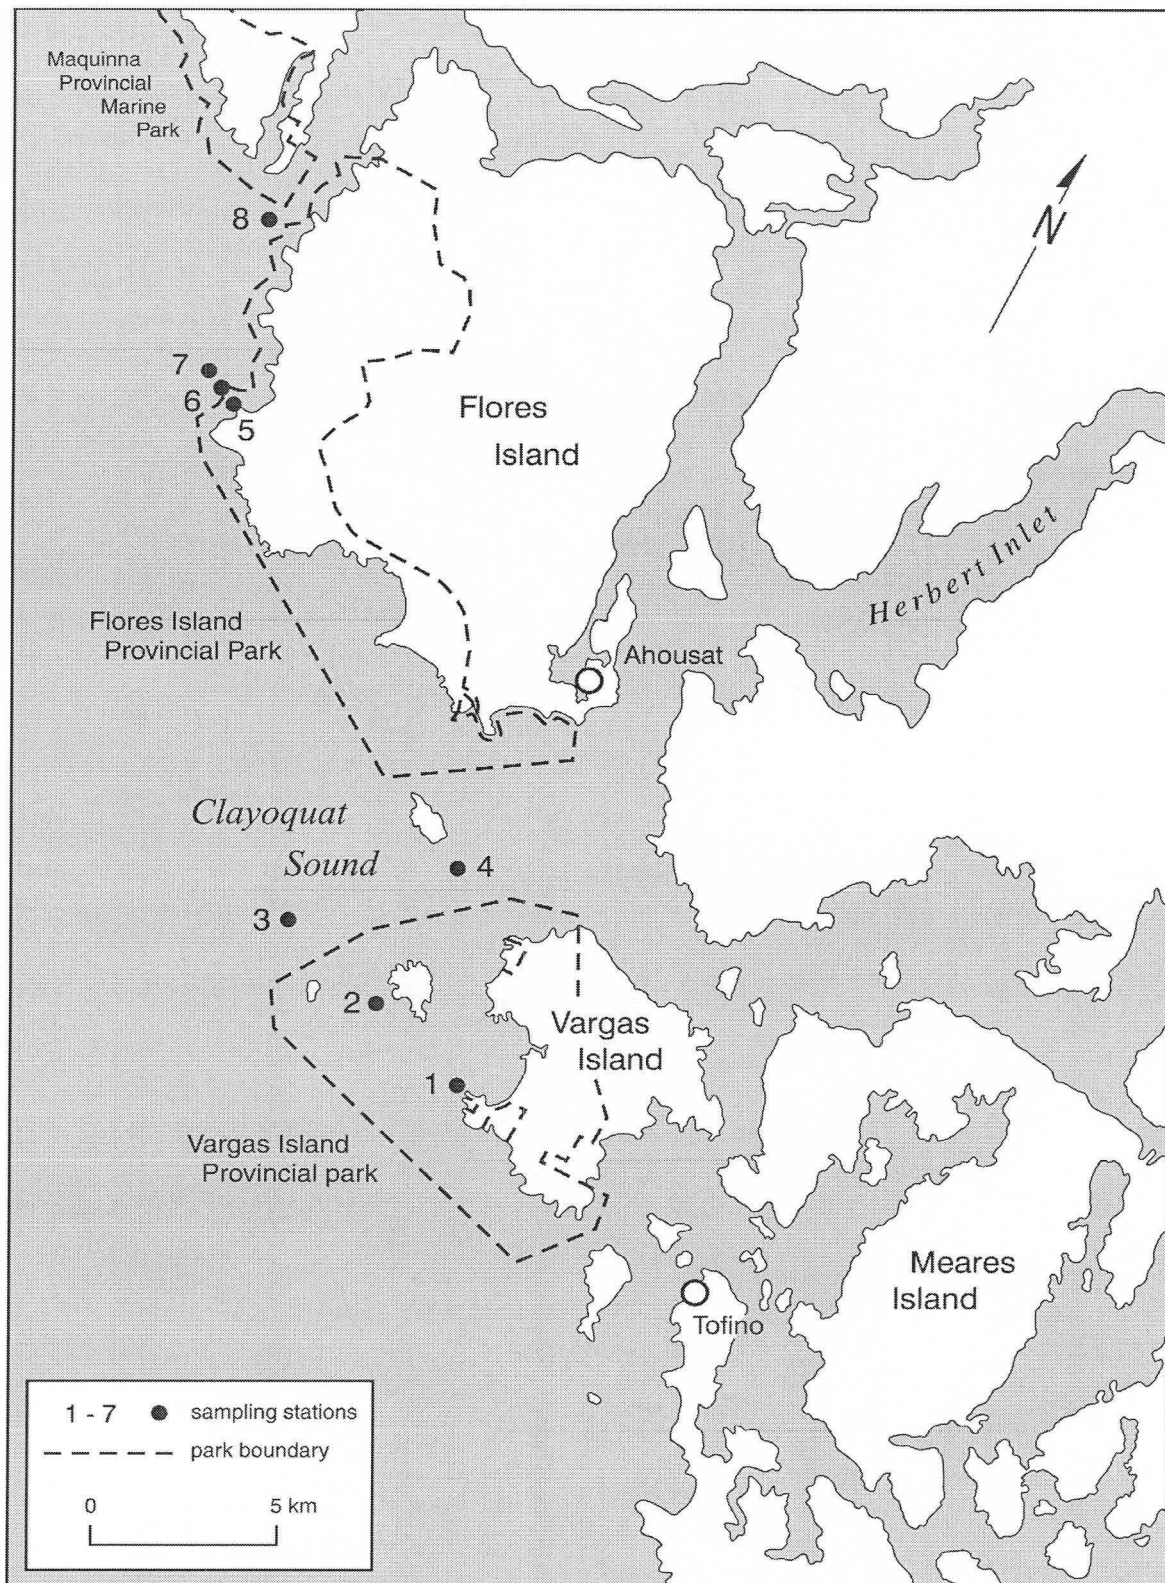 Maquinna
Provincial
Marine
Park
N
8
7
6
5
Flores
Island
Herbert Inlet
Flores Island
Provincial Park
Ahousat
Clayoquat
Sound
4
3
2
Vargas
Island
1
Vargas Island
Provincial park
Meares
Island
Tofino
1 - 7 sampling stations
park boundary
0 5 km